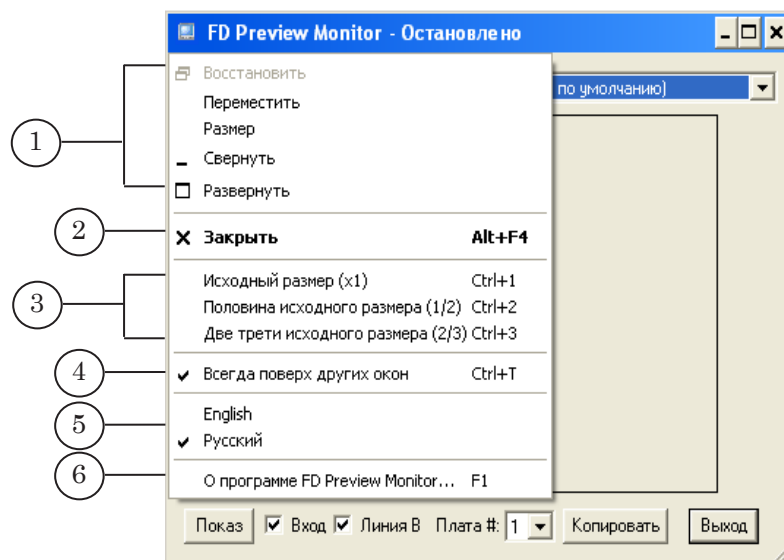 FD Preview Monitor - Остановлено
по умолчанию)
1
Восстановить
Переместить
Размер
Свернуть
Развернуть
2
Закрыть Alt+F4
3
Исходный размер (x1) Ctrl+1
Половина исходного размера (1/2) Ctrl+2
Две трети исходного размера (2/3) Ctrl+3
4
Всегда поверх других окон Ctrl+T
5
English
Русский
6
О программе FD Preview Monitor... F1
Показ Вход Линия В Плата #: 1 Копировать Выход